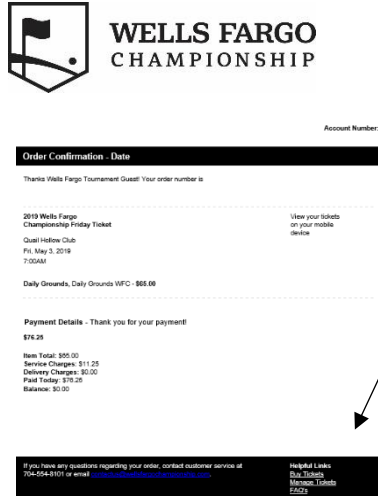 WELLS FARGO
CHAMPIONSHIP
Account Number:
Order Confirmation - Date
Thanks Wells Fargo Tournament Guest! Your order number is
2019 Wells Fargo
Championship Friday Ticket
View your tickets
on your mobile
device
Quail Hollow Club
Fri, May 3, 2019
7:00AM
Daily Grounds, Daily Grounds WFC - $65.00
Payment Details - Thank you for your payment!
$76.25
Item Total: $65.00
Service Charges: $11.25
Delivery Charges: $0.00
Paid Today: $76.25
Balance: $0.00
If you have any questions regarding your order, contact customer service at
704-554-8101 or email
Helpful Links
Buy Tickets
Manage Tickets
FAQ's